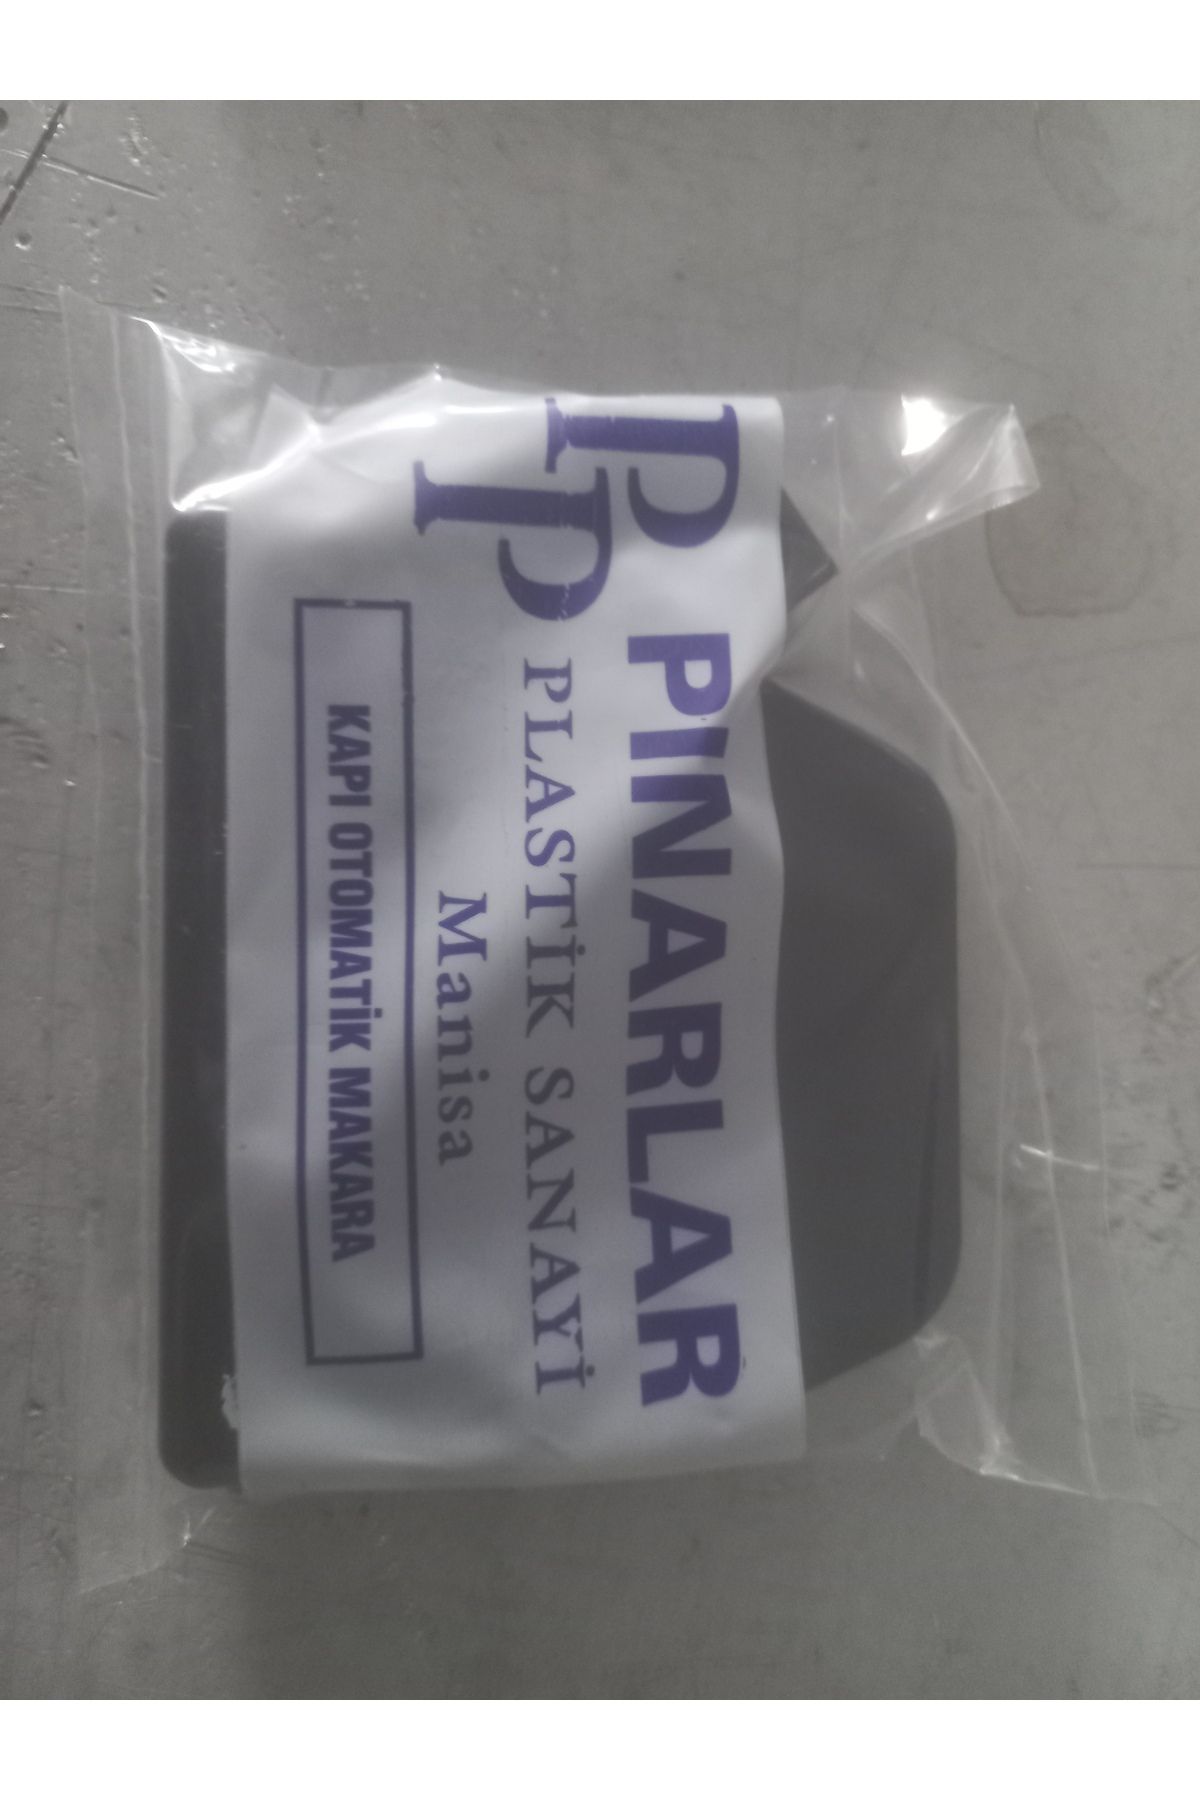 PP
PINARLAR
PLASTİK SANAYİ
Manisa
KAPI OTOMATİK MAKARA